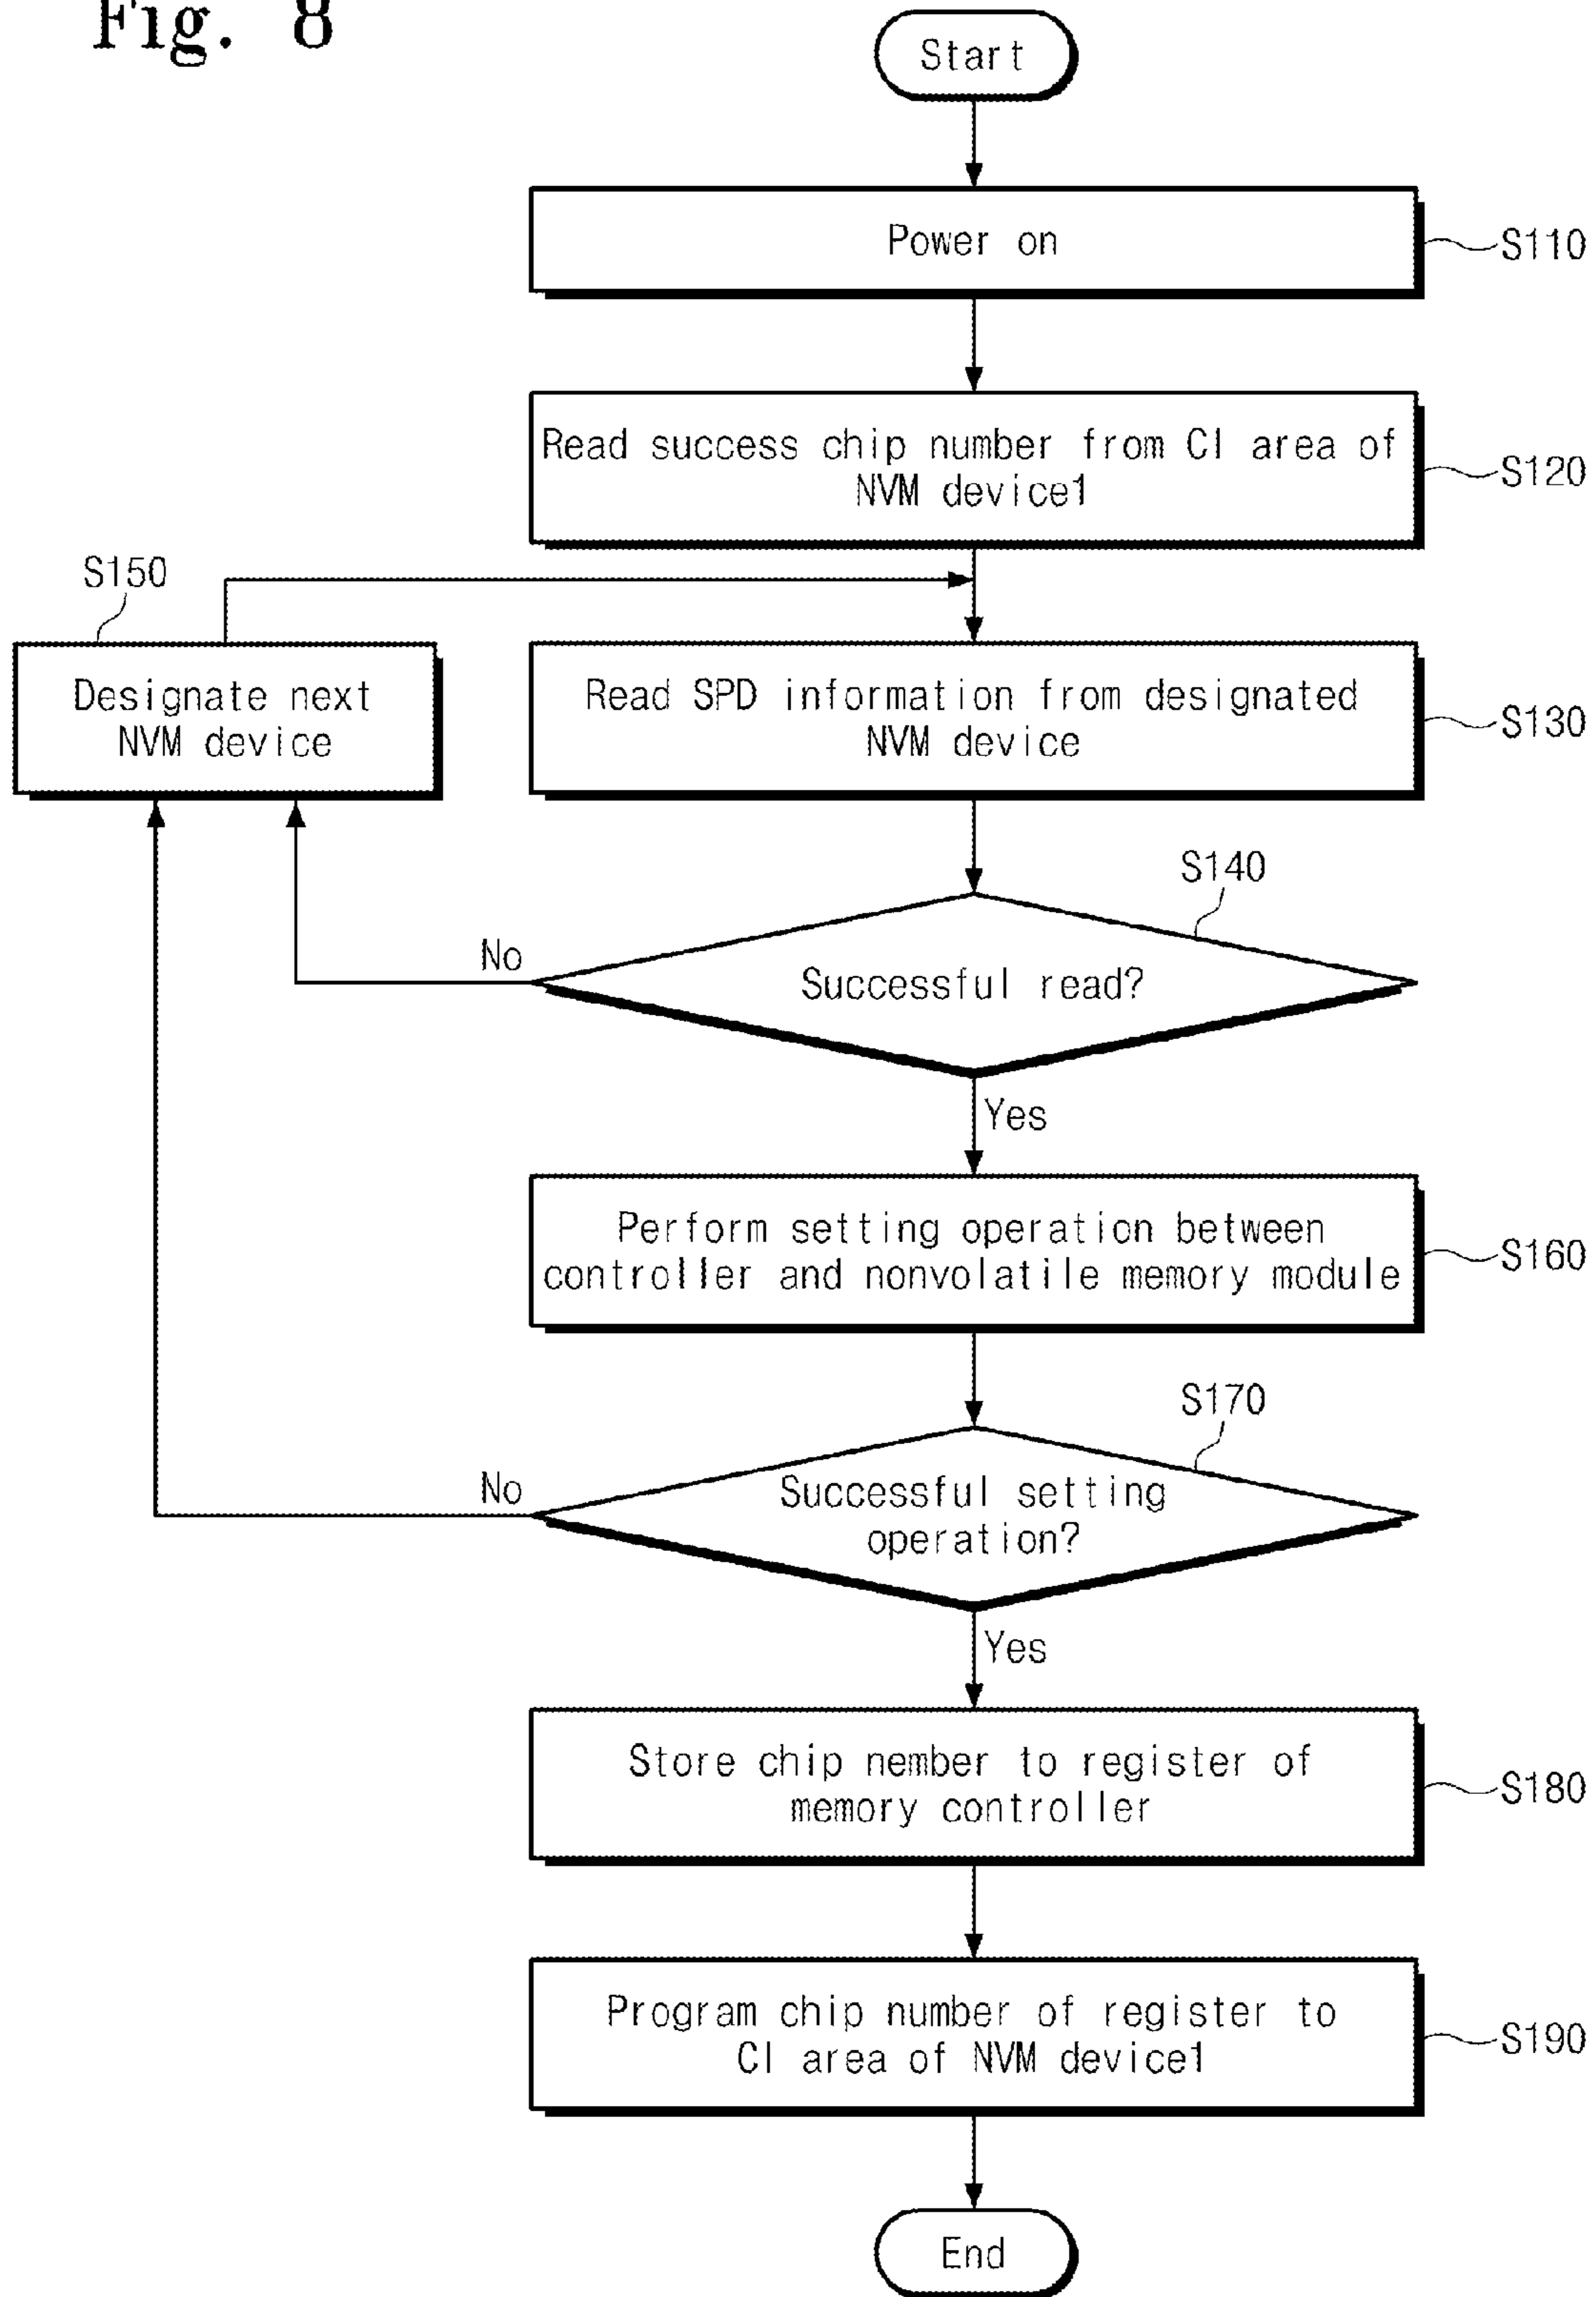 Fig. 8
Start
Power on
S110
Read success chip number from CI area of
NVM device1
S120
S150
Designate next
NVM device
Read SPD information from designated
NVM device
S130
S140
No
Successful read?
Yes
Perform setting operation between
controller and nonvolatile memory module
S160
S170
No
Successful setting
operation?
Yes
Store chip nember to register of
memory controller
S180
Program chip number of register to
CI area of NVM device1
S190
End